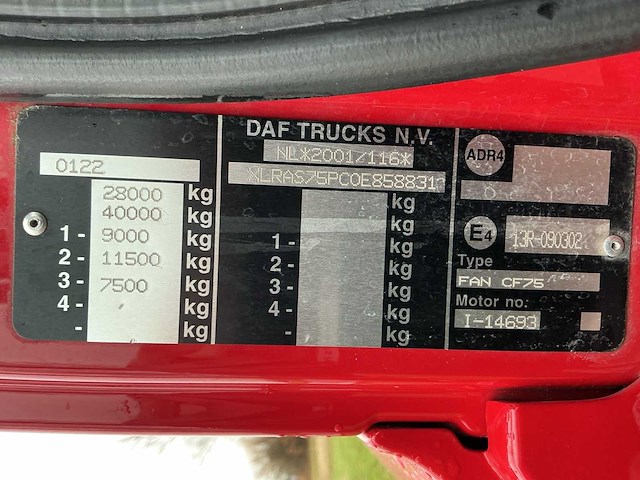 0122
28000 kg
40000 kg
1- 9000 kg
2- 11500 kg
3- 7500 kg
4- kg
- kg
DAF TRUCKS N.V.
NL*2001/116*
XLRAS75PC0E858831
kg
kg
1- kg
2- kg
3- kg
4- kg
kg
ADR4
0
E4
13R-090302
Type
FAN CF75
Motor no.
I-14693